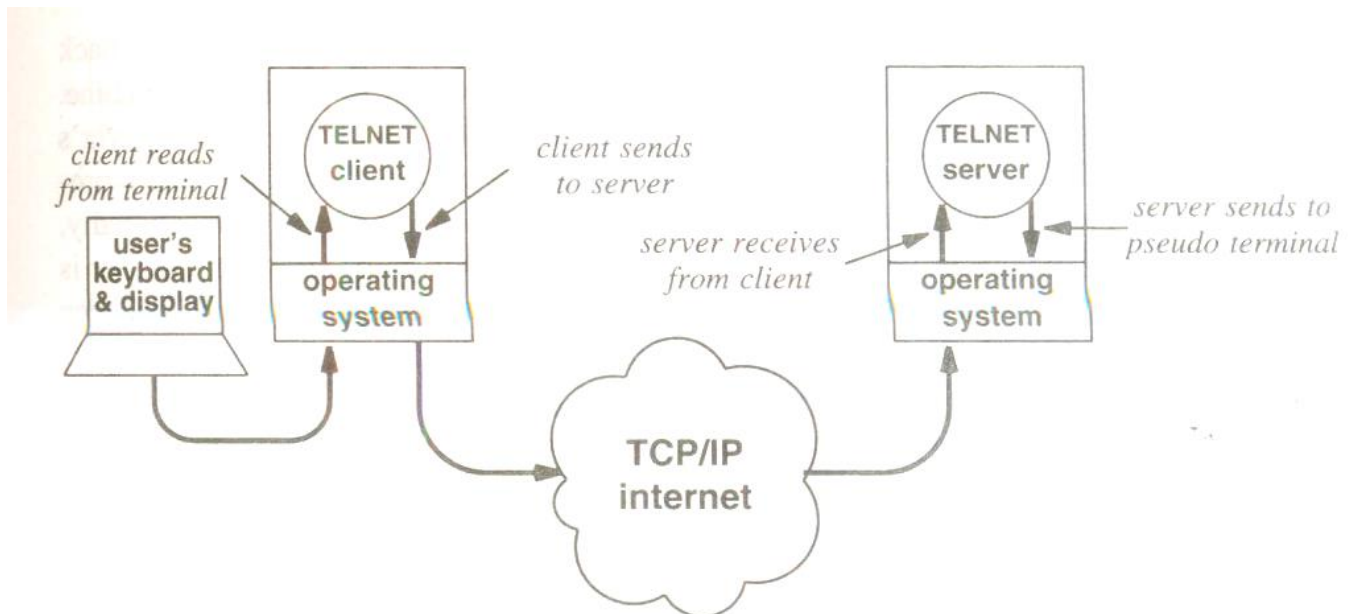 TELNET
client
client reads
from terminal
client sends
to server
user's
keyboard
& display
operating
system
TCP/IP
internet
TELNET
server
server receives
from client
server sends to
pseudo terminal
operating
system